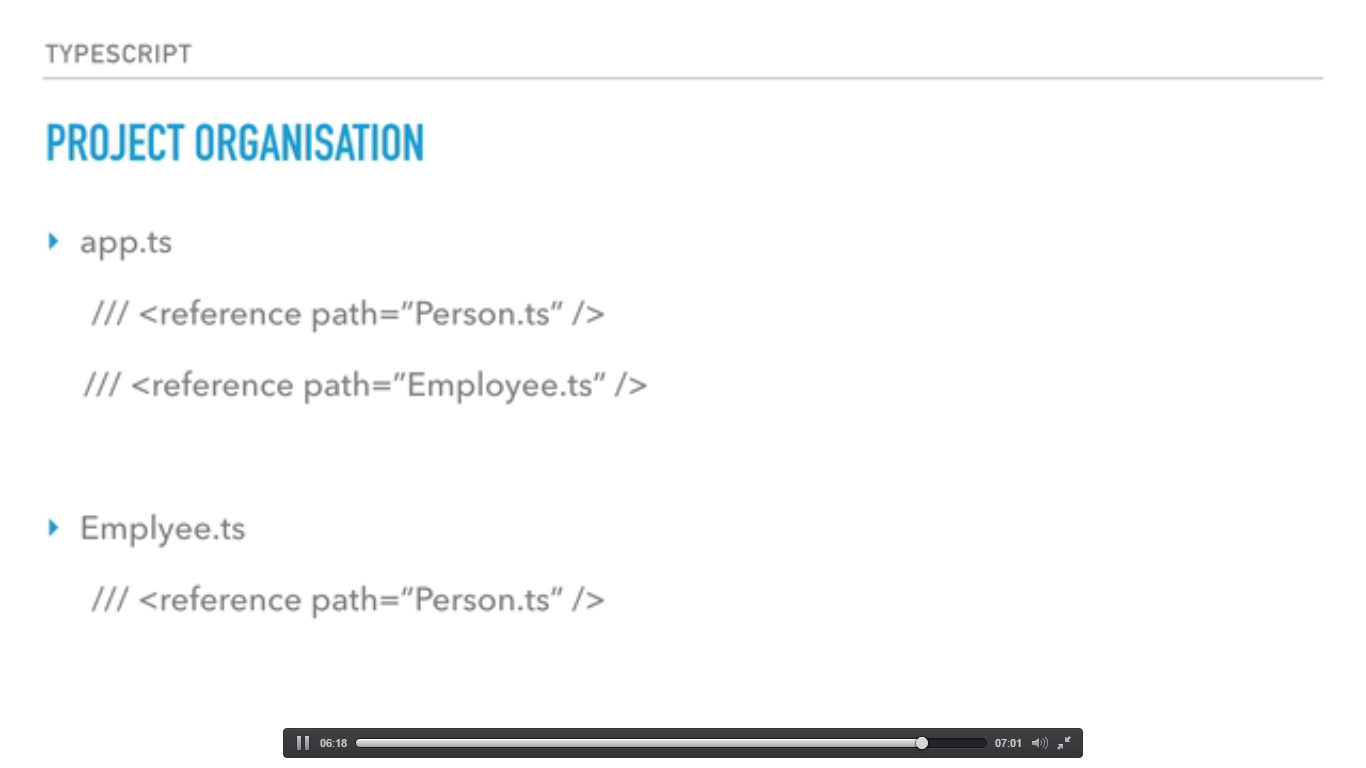 TYPESCRIPT
PROJECT ORGANISATION
app.ts
/// <reference path=”Person.ts” />
/// <reference path=”Employee.ts” />
Emplyee.ts
/// <reference path=”Person.ts” />
06:18 07:01